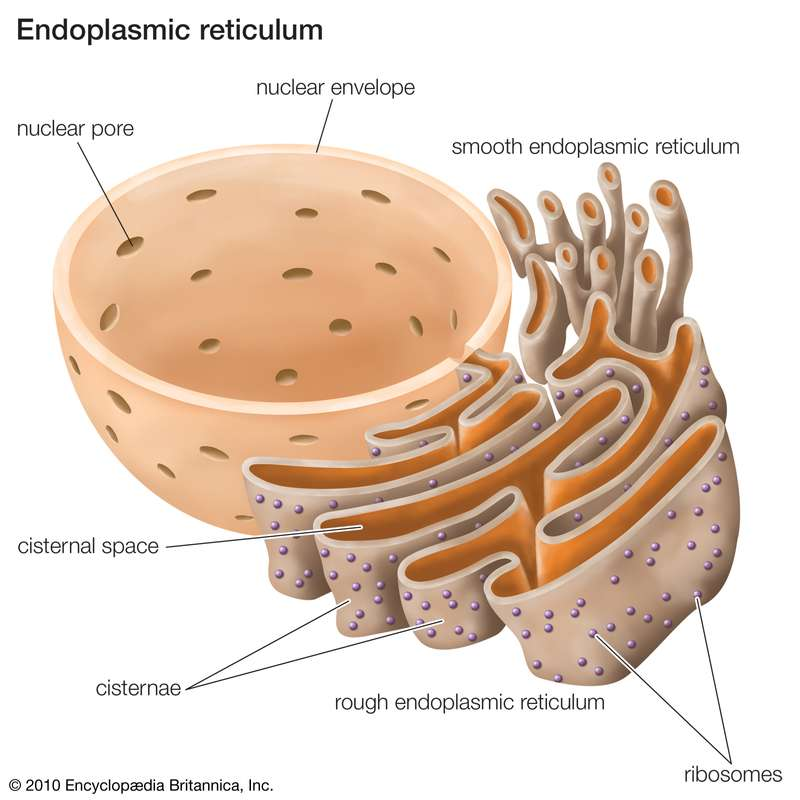 Endoplasmic reticulum
nuclear envelope
nuclear pore
smooth endoplasmic reticulum
cisternal space
cisternae
rough endoplasmic reticulum
ribosomes
© 2010 Encyclopædia Britannica, Inc.